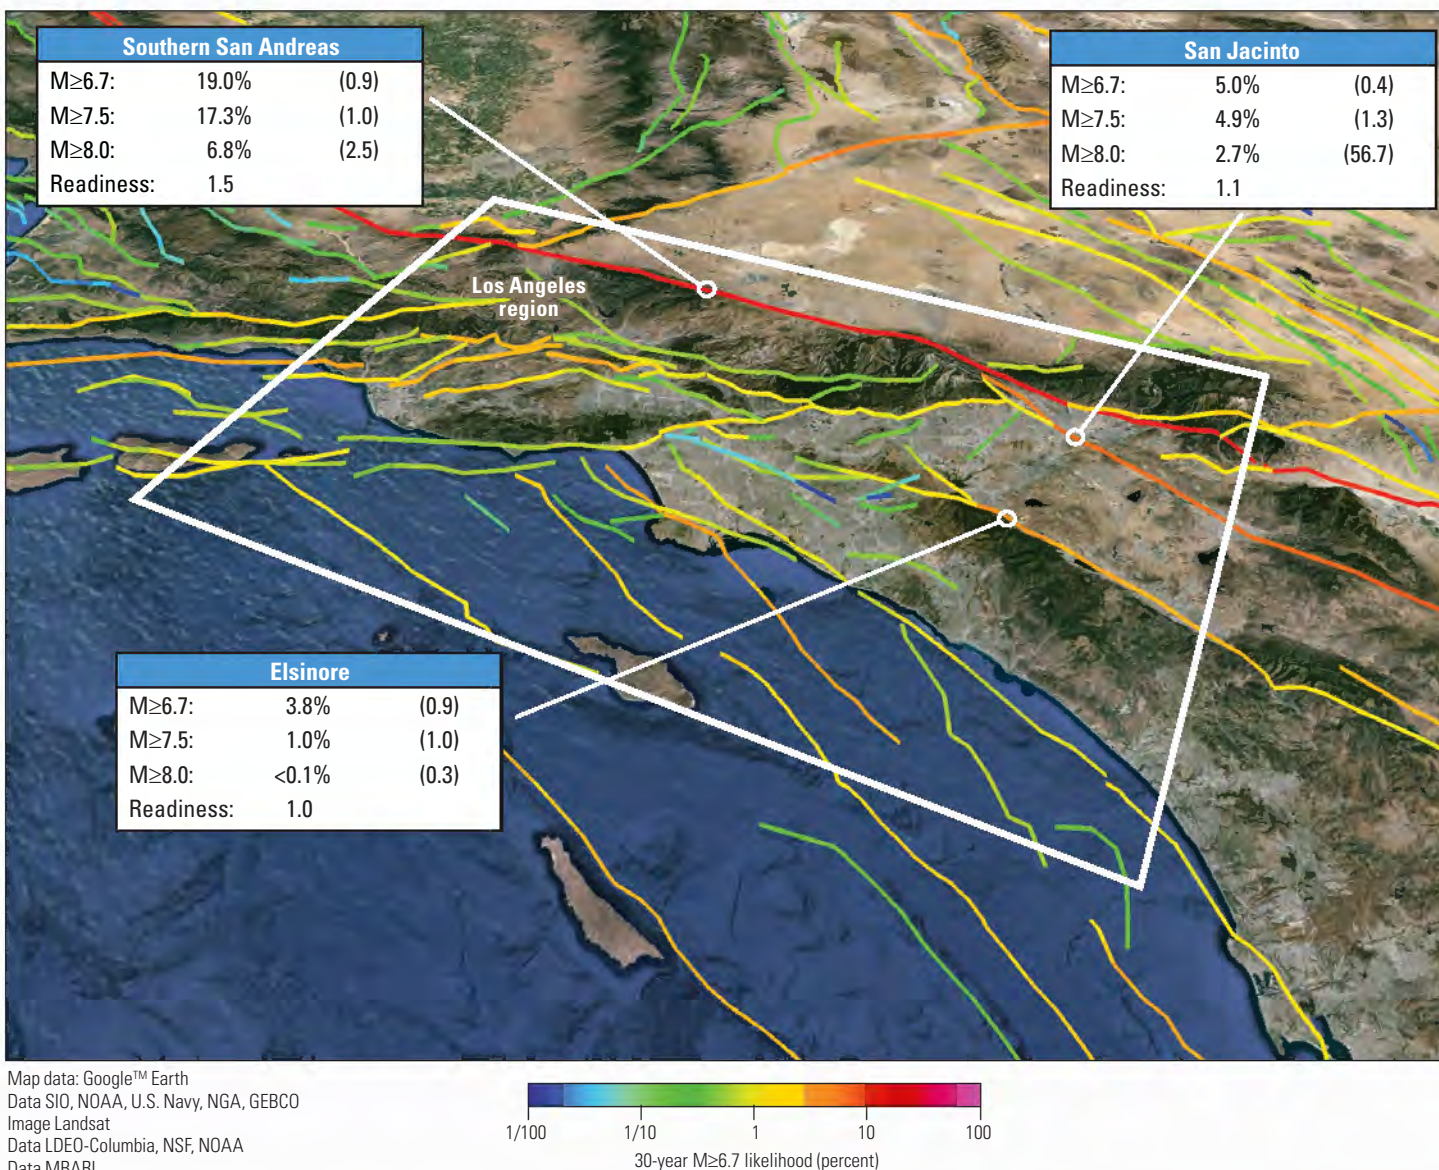 Southern San Andreas
M≥6.7: 19.0% (0.9)
M≥7.5: 17.3% (1.0)
M≥8.0: 6.8% (2.5)
Readiness: 1.5
San Jacinto
M≥6.7: 5.0% (0.4)
M≥7.5: 4.9% (1.3)
M≥8.0: 2.7% (56.7)
Readiness: 1.1
Los Angeles
region
Elsinore
M≥6.7: 3.8% (0.9)
M≥7.5: 1.0% (1.0)
M≥8.0: <0.1% (0.3)
Readiness: 1.0
Map data: Google™ Earth
Data SIO, NOAA, U.S. Navy, NGA, GEBCO
Image Landsat
Data LDEO-Columbia, NSF, NOAA
Data MBARI
1/100 1/10 1 10 100
30-year M≥6.7 likelihood (percent)